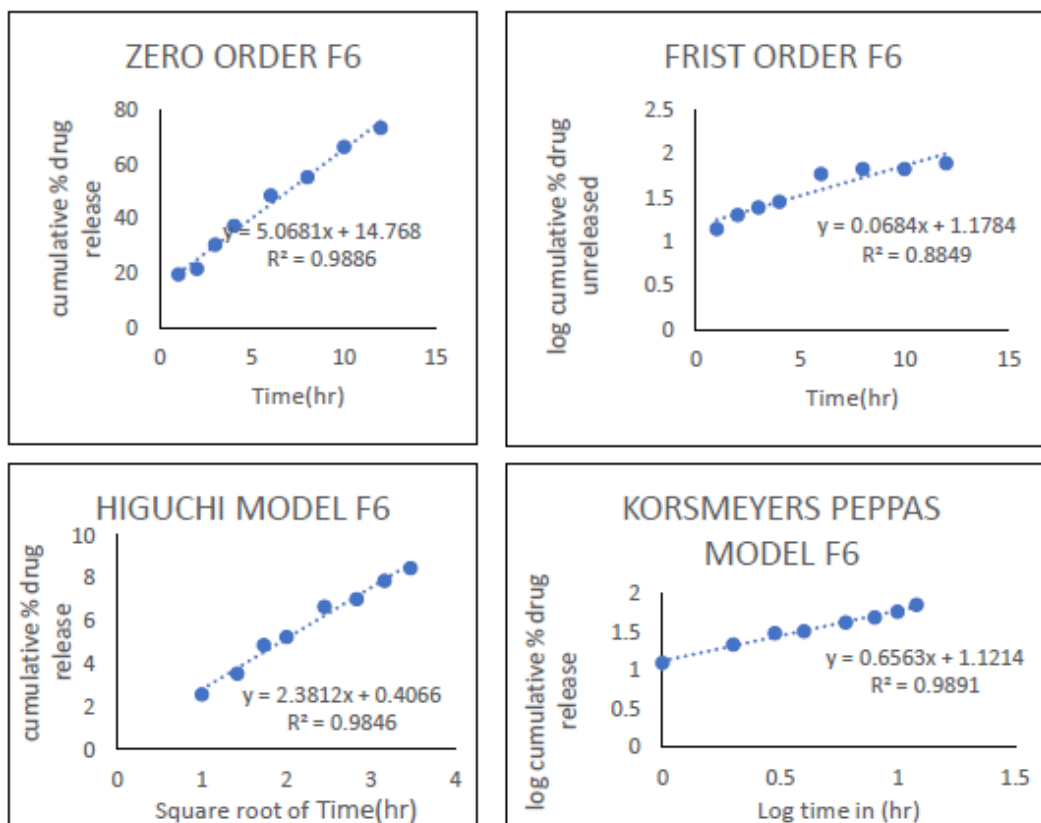 ZERO ORDER F6
cumulative % drug
release
80
60
40
20
0
y = 5.0681x + 14.768
R² = 0.9886
0 5 10 15
Time(hr)
FRIST ORDER F6
log cumulative % drug
unreleased
2.5
2
1.5
1
0.5
0
y = 0.0684x + 1.1784
R² = 0.8849
0 5 10 15
Time(hr)
HIGUCHI MODEL F6
cumulative % drug
release
10
8
6
4
2
0
y = 2.3812x + 0.4066
R² = 0.9846
0 1 2 3 4
Square root of Time(hr)
KORSMEYERS PEPPAS
MODEL F6
log cumulative % drug
release
2
1.5
1
0.5
0
y = 0.6563x + 1.1214
R² = 0.9891
0 0.5 1 1.5
Log time in (hr)